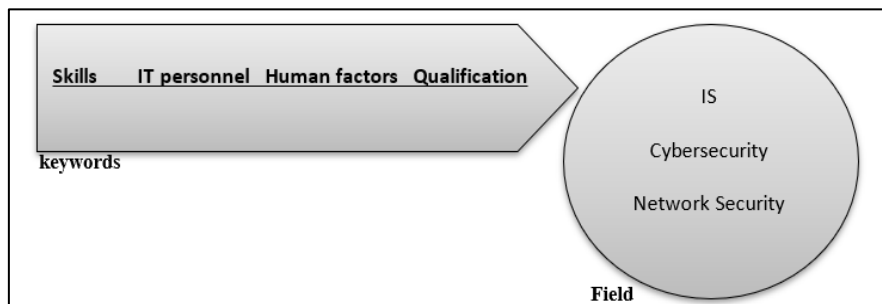 Skills IT personnel Human factors Qualification
keywords
IS
Cybersecurity
Network Security
Field